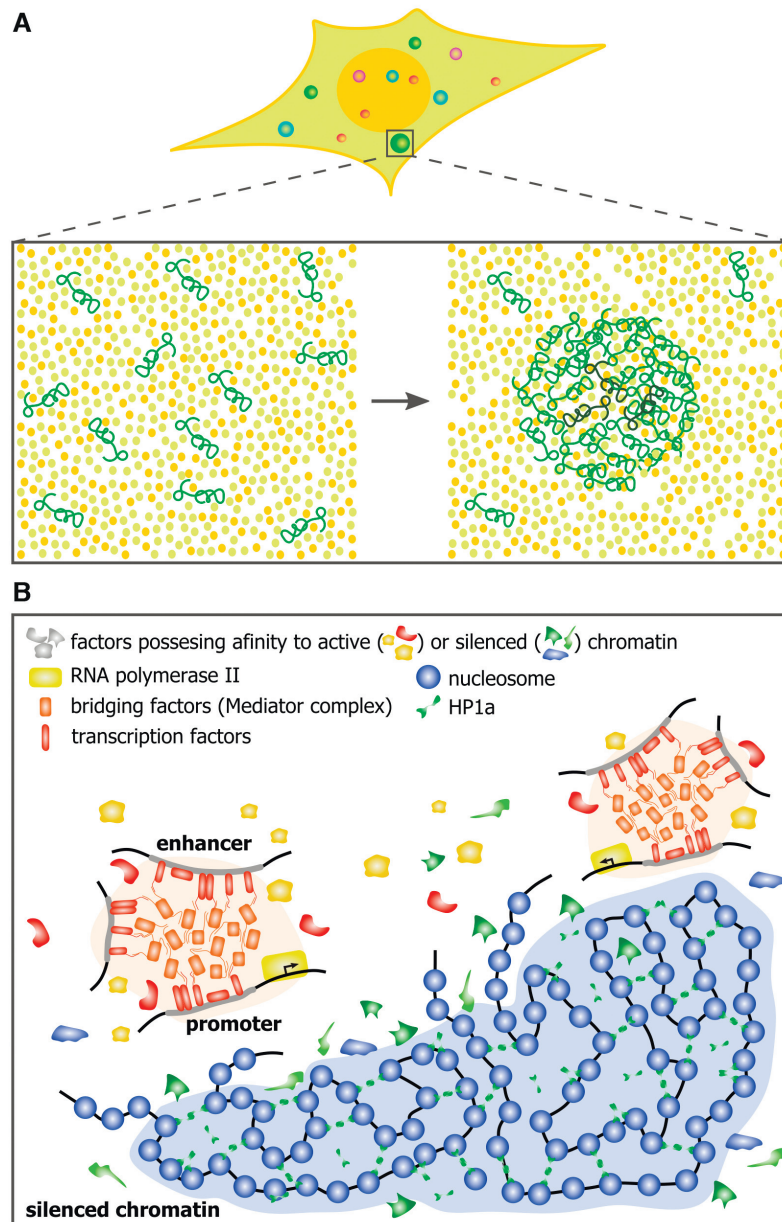 A
B
factors possesing afinity to active ( ) or silenced ( ) chromatin
RNA polymerase II
nucleosome
bridging factors (Mediator complex)
HP1a
transcription factors
enhancer
promoter
silenced chromatin